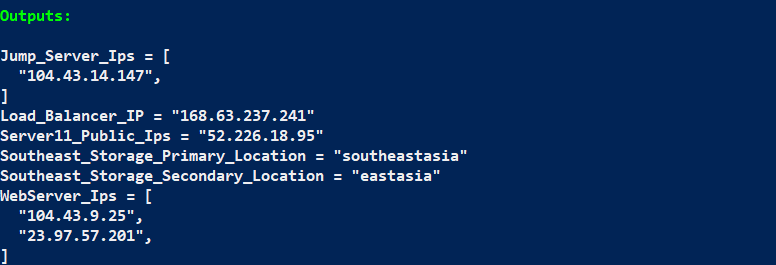 Outputs:
Jump_Server_Ips = [
  "104.43.14.147",
]
Load_Balancer_IP = "168.63.237.241"
Server11_Public_Ips = "52.226.18.95"
Southeast_Storage_Primary_Location = "southeastasia"
Southeast_Storage_Secondary_Location = "eastasia"
WebServer_Ips = [
  "104.43.9.25",
  "23.97.57.201",
]